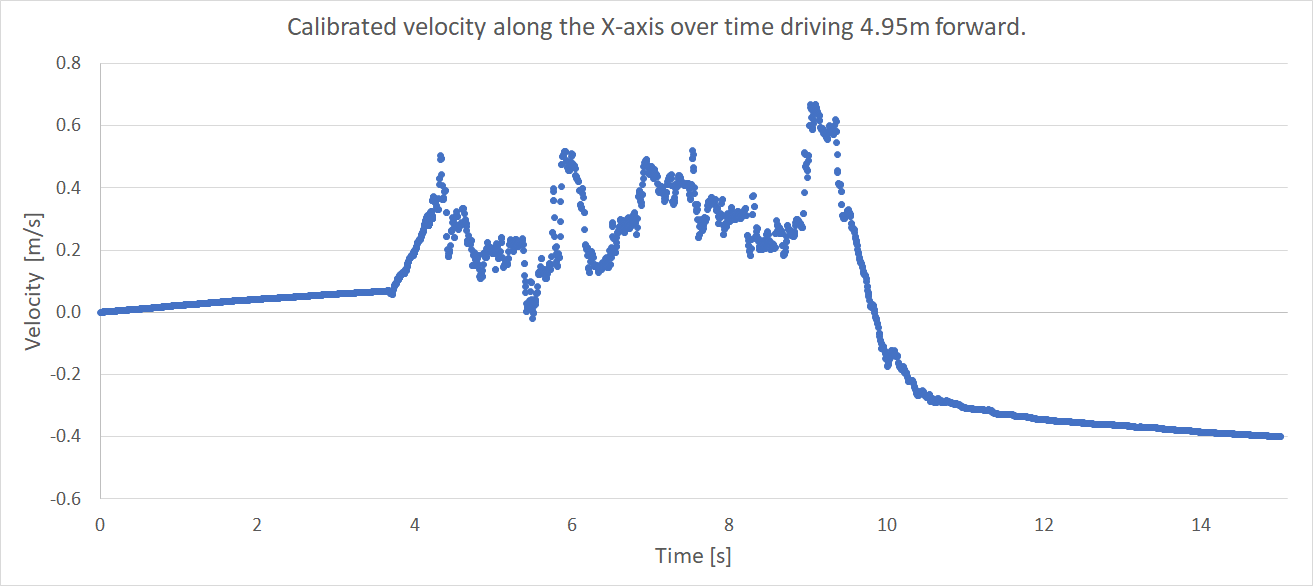 Calibrated velocity along the X-axis over time driving 4.95m forward.
0.8
0.6
0.4
0.2
0.0
-0.2
-0.4
-0.6
Velocity [m/s]
0 2 4 6 8 10 12 14
Time [s]